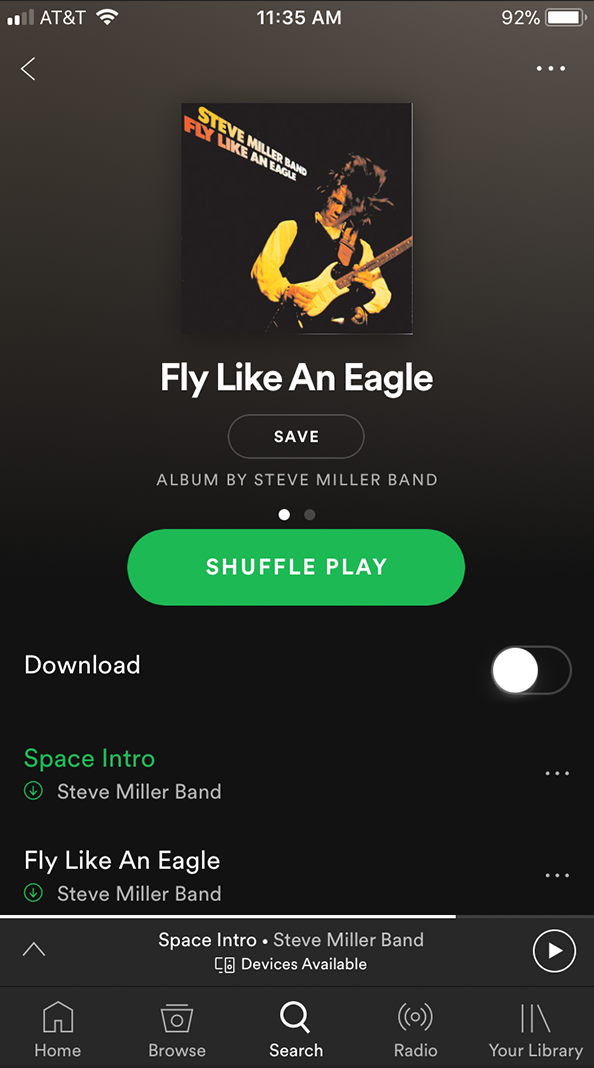 AT&T 11:35 AM 92%
STEVE MILLER BAND
FLY LIKE AN EAGLE
Fly Like An Eagle
SAVE
ALBUM BY STEVE MILLER BAND
SHUFFLE PLAY
Download
Space Intro
Steve Miller Band
Fly Like An Eagle
Steve Miller Band
Space Intro • Steve Miller Band
Devices Available
Home Browse Search Radio Your Library